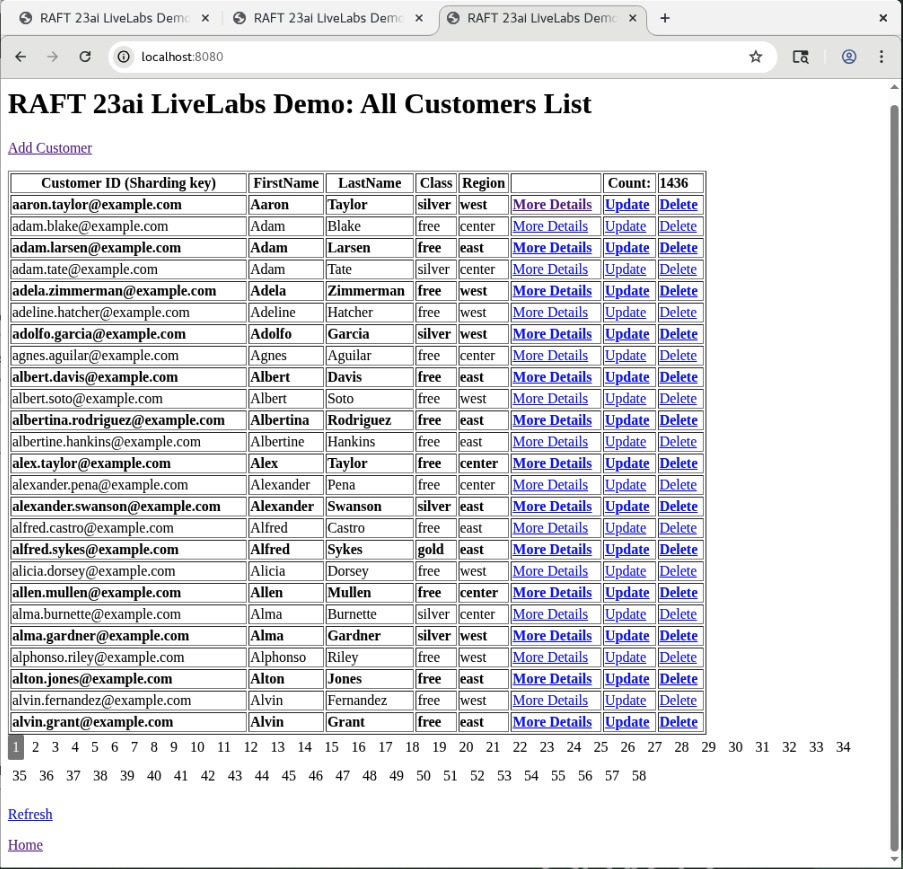 RAFT 23ai LiveLabs Demo RAFT 23ai LiveLabs Demo RAFT 23ai LiveLabs Demo
localhost:8080
RAFT 23ai LiveLabs Demo: All Customers List
Add Customer
Customer ID (Sharding key) FirstName LastName Class Region Count: 1436
aaron.taylor@example.com Aaron Taylor silver west More Details Update Delete
adam.blake@example.com Adam Blake free center More Details Update Delete
adam.larsen@example.com Adam Larsen free east More Details Update Delete
adam.tate@example.com Adam Tate silver center More Details Update Delete
adela.zimmerman@example.com Adela Zimmerman free west More Details Update Delete
adeline.hatcher@example.com Adeline Hatcher free west More Details Update Delete
adolfo.garcia@example.com Adolfo Garcia silver west More Details Update Delete
agnes.aguilar@example.com Agnes Aguilar free center More Details Update Delete
albert.davis@example.com Albert Davis free east More Details Update Delete
albert.soto@example.com Albert Soto free west More Details Update Delete
albertina.rodriguez@example.com Albertina Rodriguez free east More Details Update Delete
albertine.hankins@example.com Albertine Hankins free east More Details Update Delete
alex.taylor@example.com Alex Taylor free center More Details Update Delete
alexander.pena@example.com Alexander Pena free center More Details Update Delete
alexander.swanson@example.com Alexander Swanson silver east More Details Update Delete
alfred.castro@example.com Alfred Castro free east More Details Update Delete
alfred.sykes@example.com Alfred Sykes gold east More Details Update Delete
alicia.dorsey@example.com Alicia Dorsey free west More Details Update Delete
allen.mullen@example.com Allen Mullen free center More Details Update Delete
alma.burnette@example.com Alma Burnette silver center More Details Update Delete
alma.gardner@example.com Alma Gardner silver west More Details Update Delete
alphonso.riley@example.com Alphonso Riley free west More Details Update Delete
alton.jones@example.com Alton Jones free east More Details Update Delete
alvin.fernandez@example.com Alvin Fernandez free west More Details Update Delete
alvin.grant@example.com Alvin Grant free east More Details Update Delete
1 2 3 4 5 6 7 8 9 10 11 12 13 14 15 16 17 18 19 20 21 22 23 24 25 26 27 28 29 30 31 32 33 34
35 36 37 38 39 40 41 42 43 44 45 46 47 48 49 50 51 52 53 54 55 56 57 58
Refresh
Home